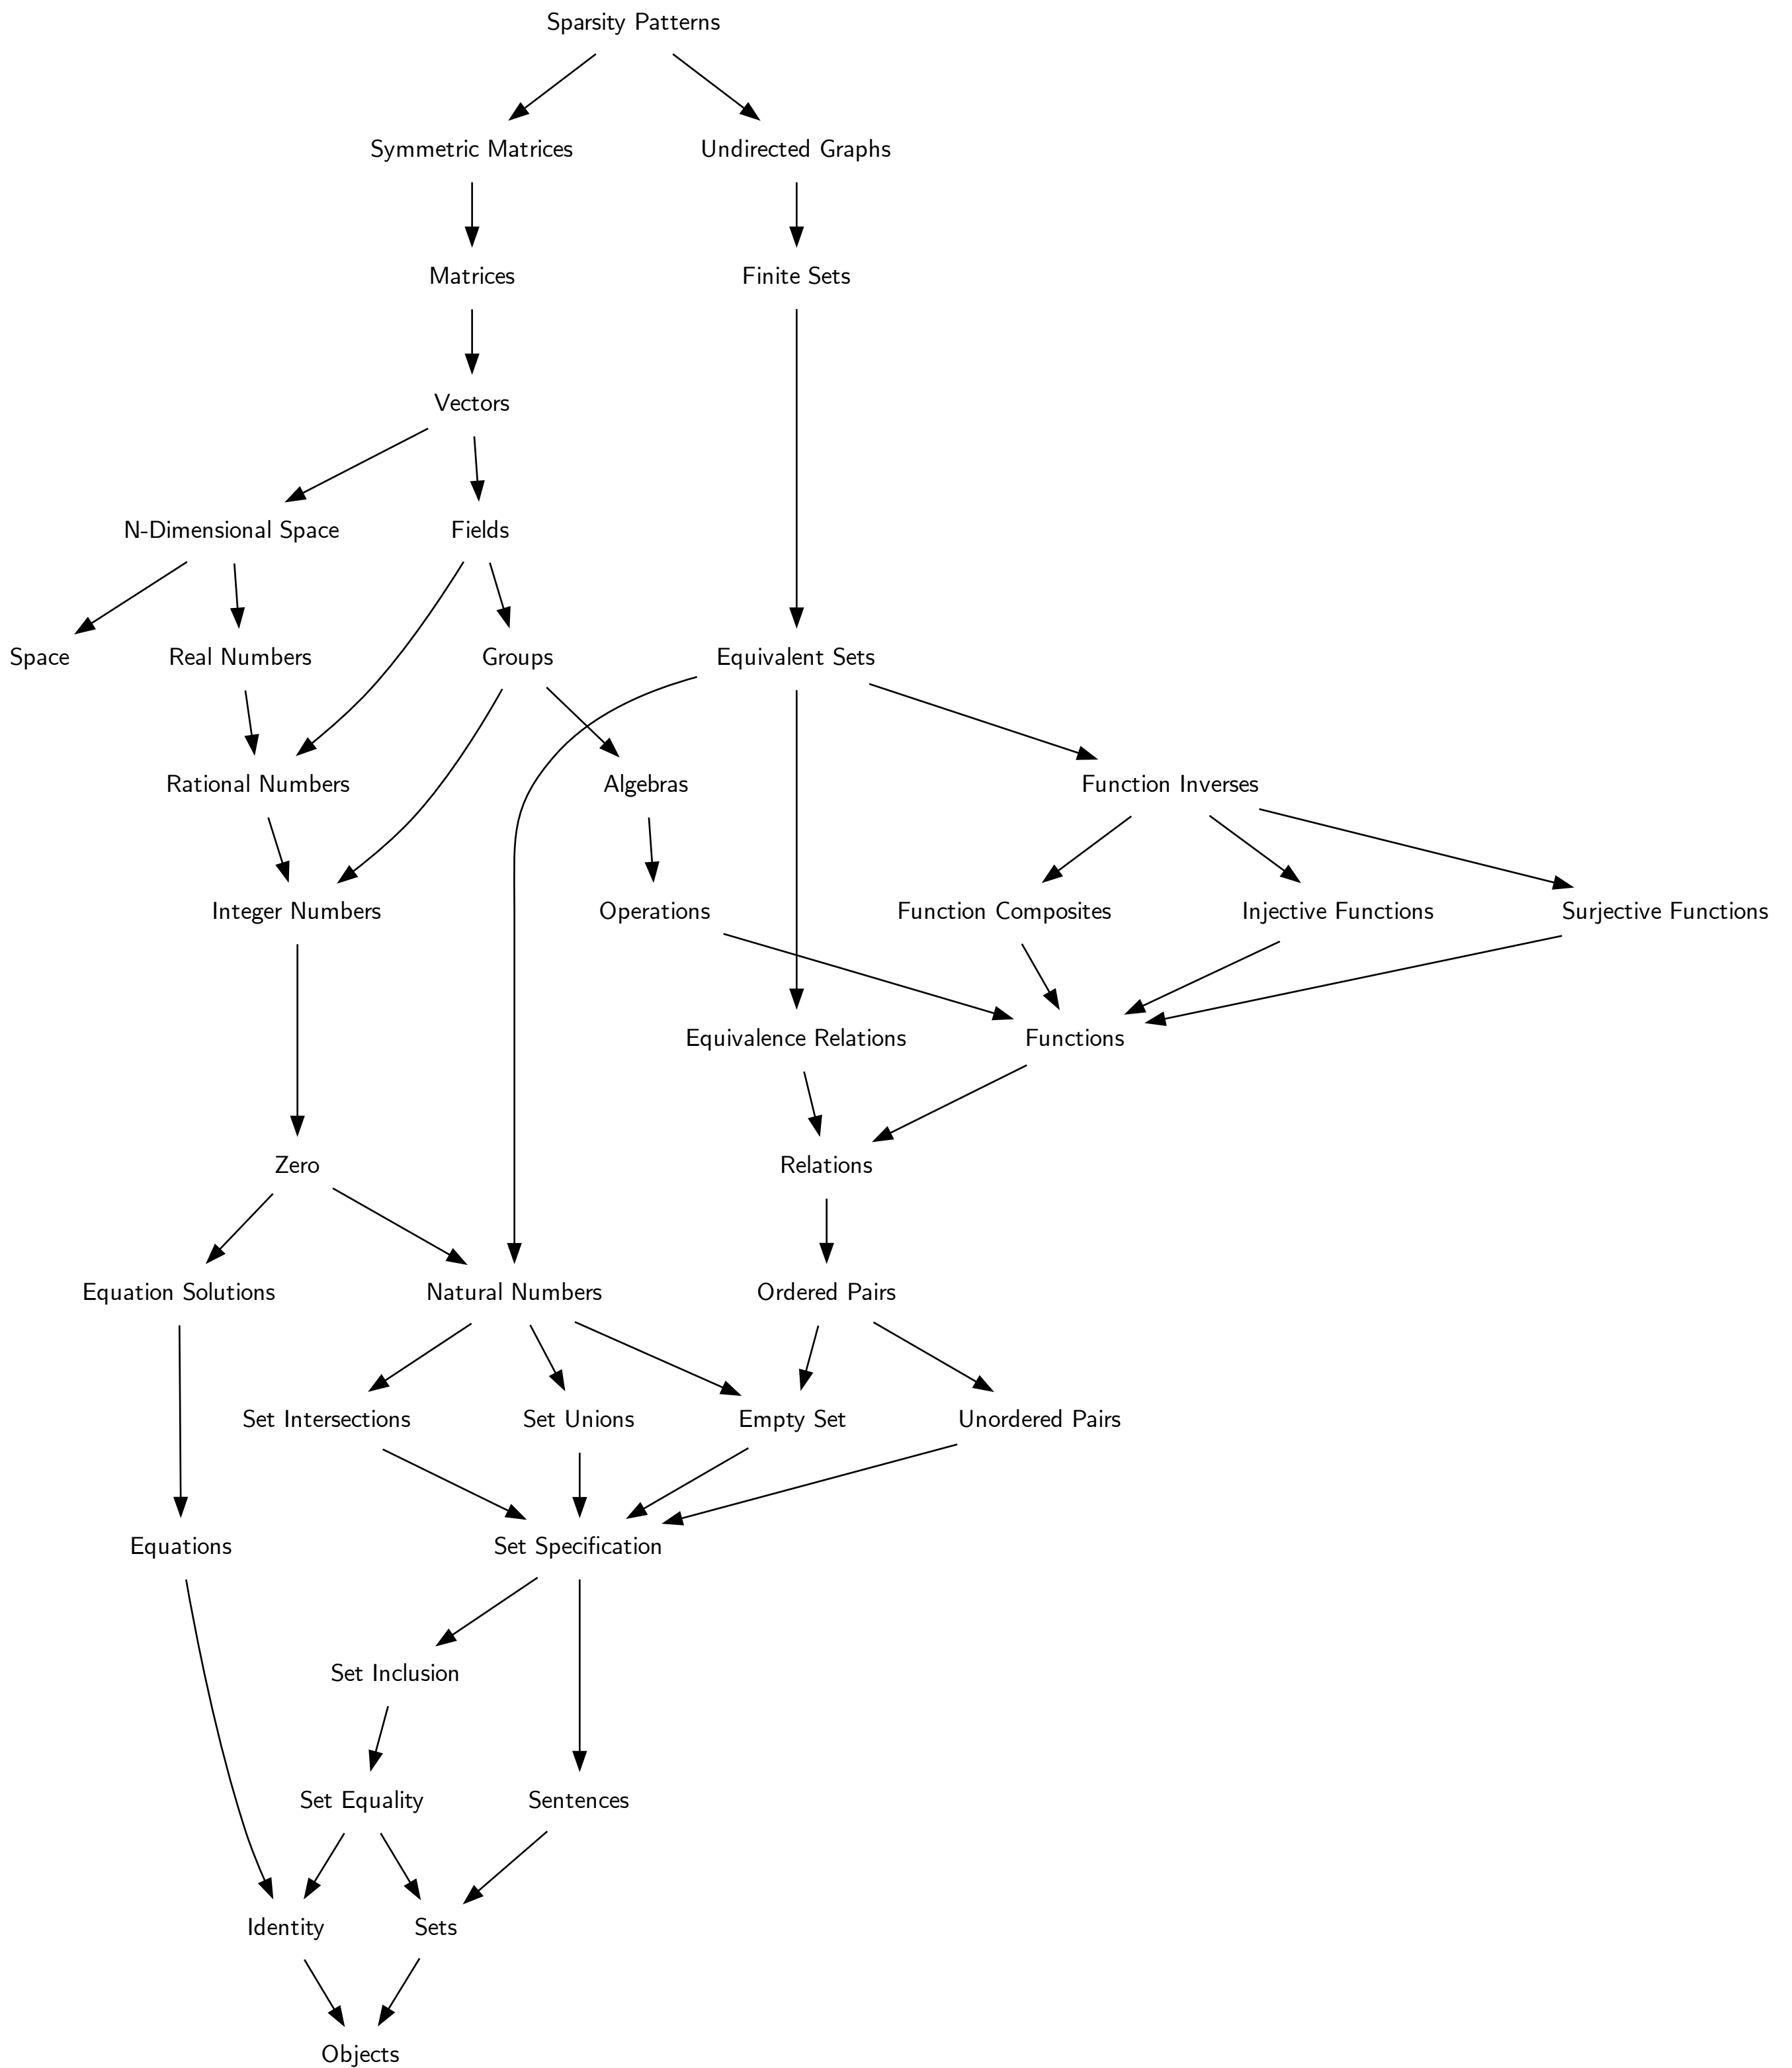 Sparsity Patterns
Symmetric Matrices
Undirected Graphs
Matrices
Finite Sets
Vectors
N-Dimensional Space
Fields
Space
Real Numbers
Groups
Equivalent Sets
Rational Numbers
Algebras
Function Inverses
Integer Numbers
Operations
Function Composites
Injective Functions
Surjective Functions
Equivalence Relations
Functions
Zero
Relations
Equation Solutions
Natural Numbers
Ordered Pairs
Set Intersections
Set Unions
Empty Set
Unordered Pairs
Equations
Set Specification
Set Inclusion
Set Equality
Sentences
Identity
Sets
Objects